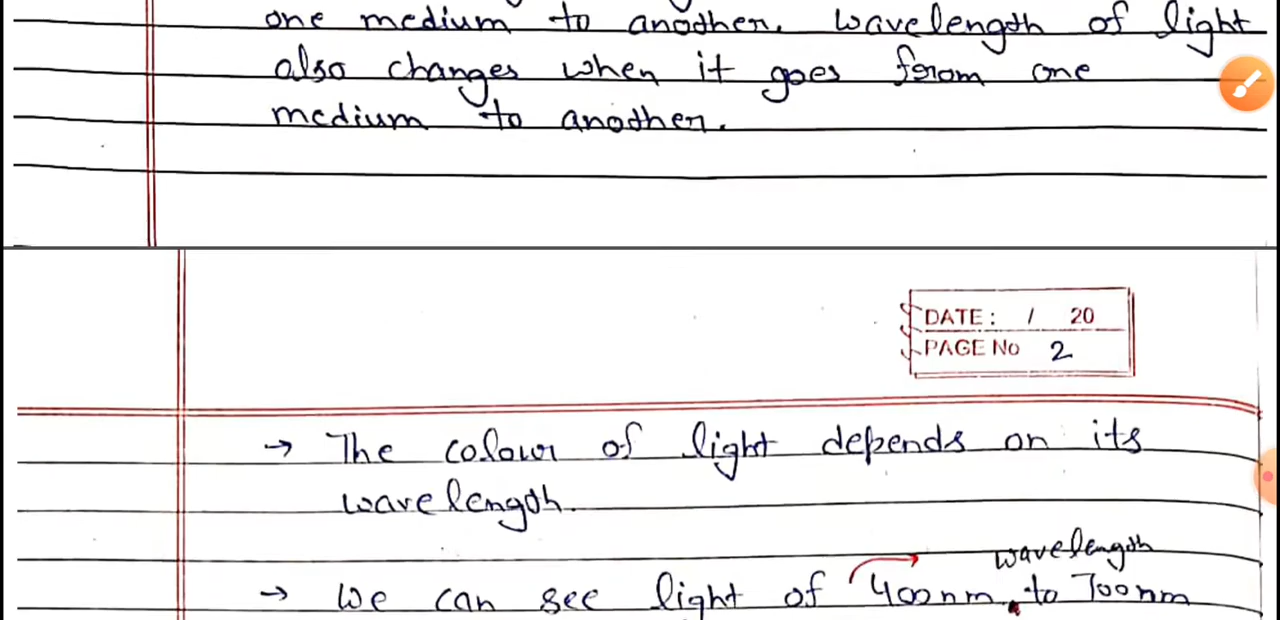 one medium to another. wavelength of light
also changes when it goes from one
medium to another.
DATE: / 20
PAGE No 2
→ The colour of light depends on its
wavelength.
wavelength
→ We can see light of 400nm to 700nm